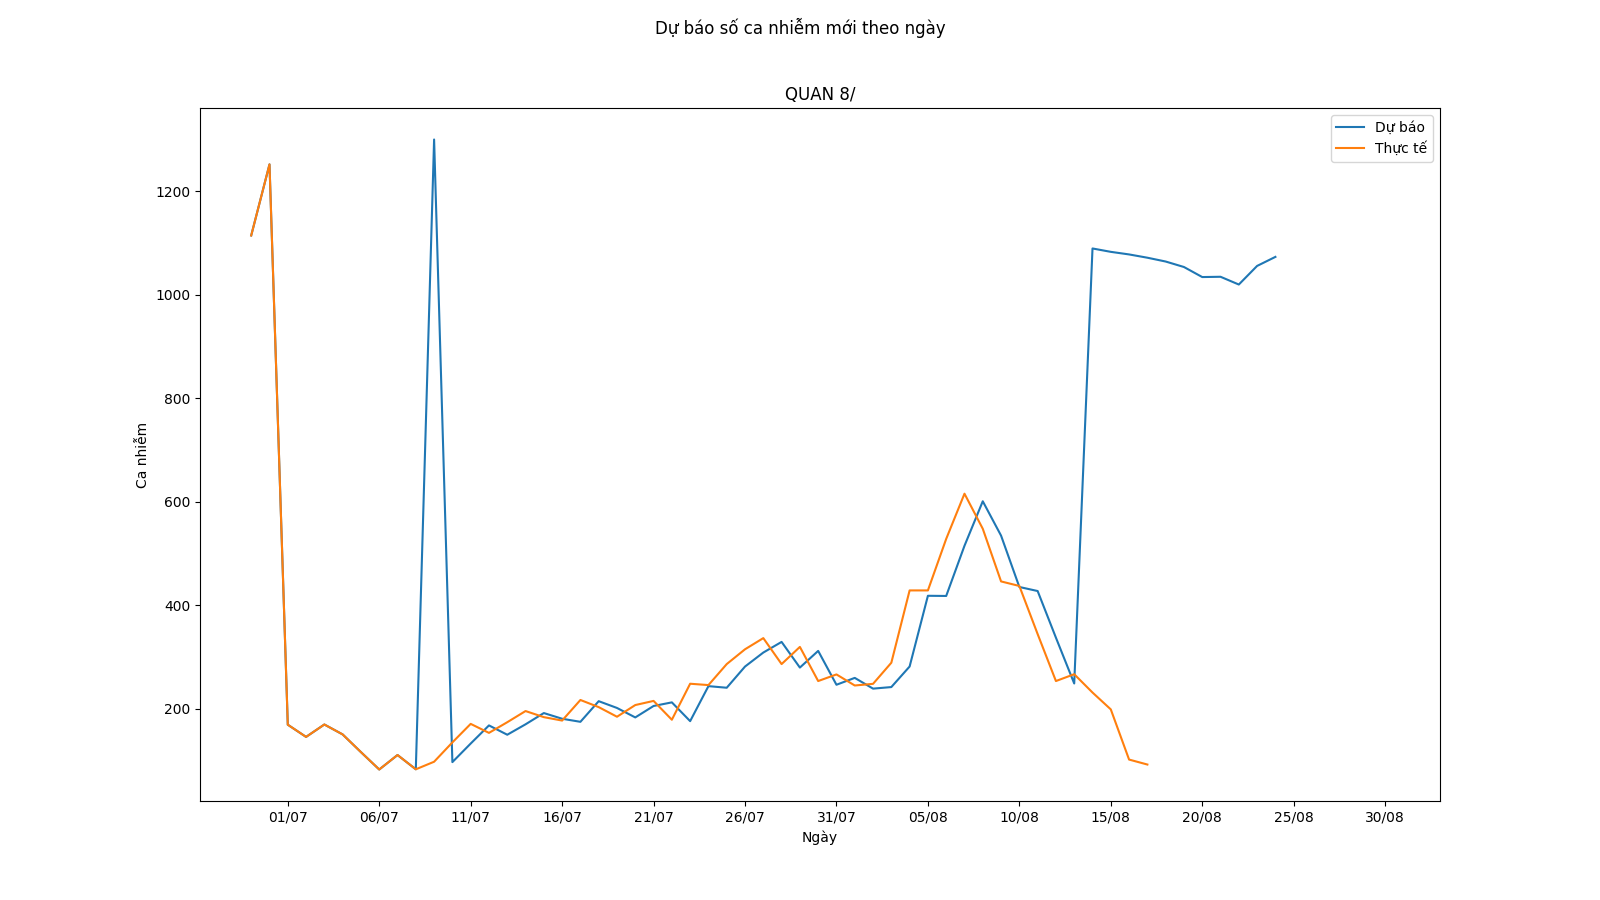 Dự báo số ca nhiễm mới theo ngày
QUAN 8/
Dự báo
Thực tế
1200
1000
800
600
400
200
Ca nhiễm
01/07 06/07 11/07 16/07 21/07 26/07 31/07 05/08 10/08 15/08 20/08 25/08 30/08
Ngày